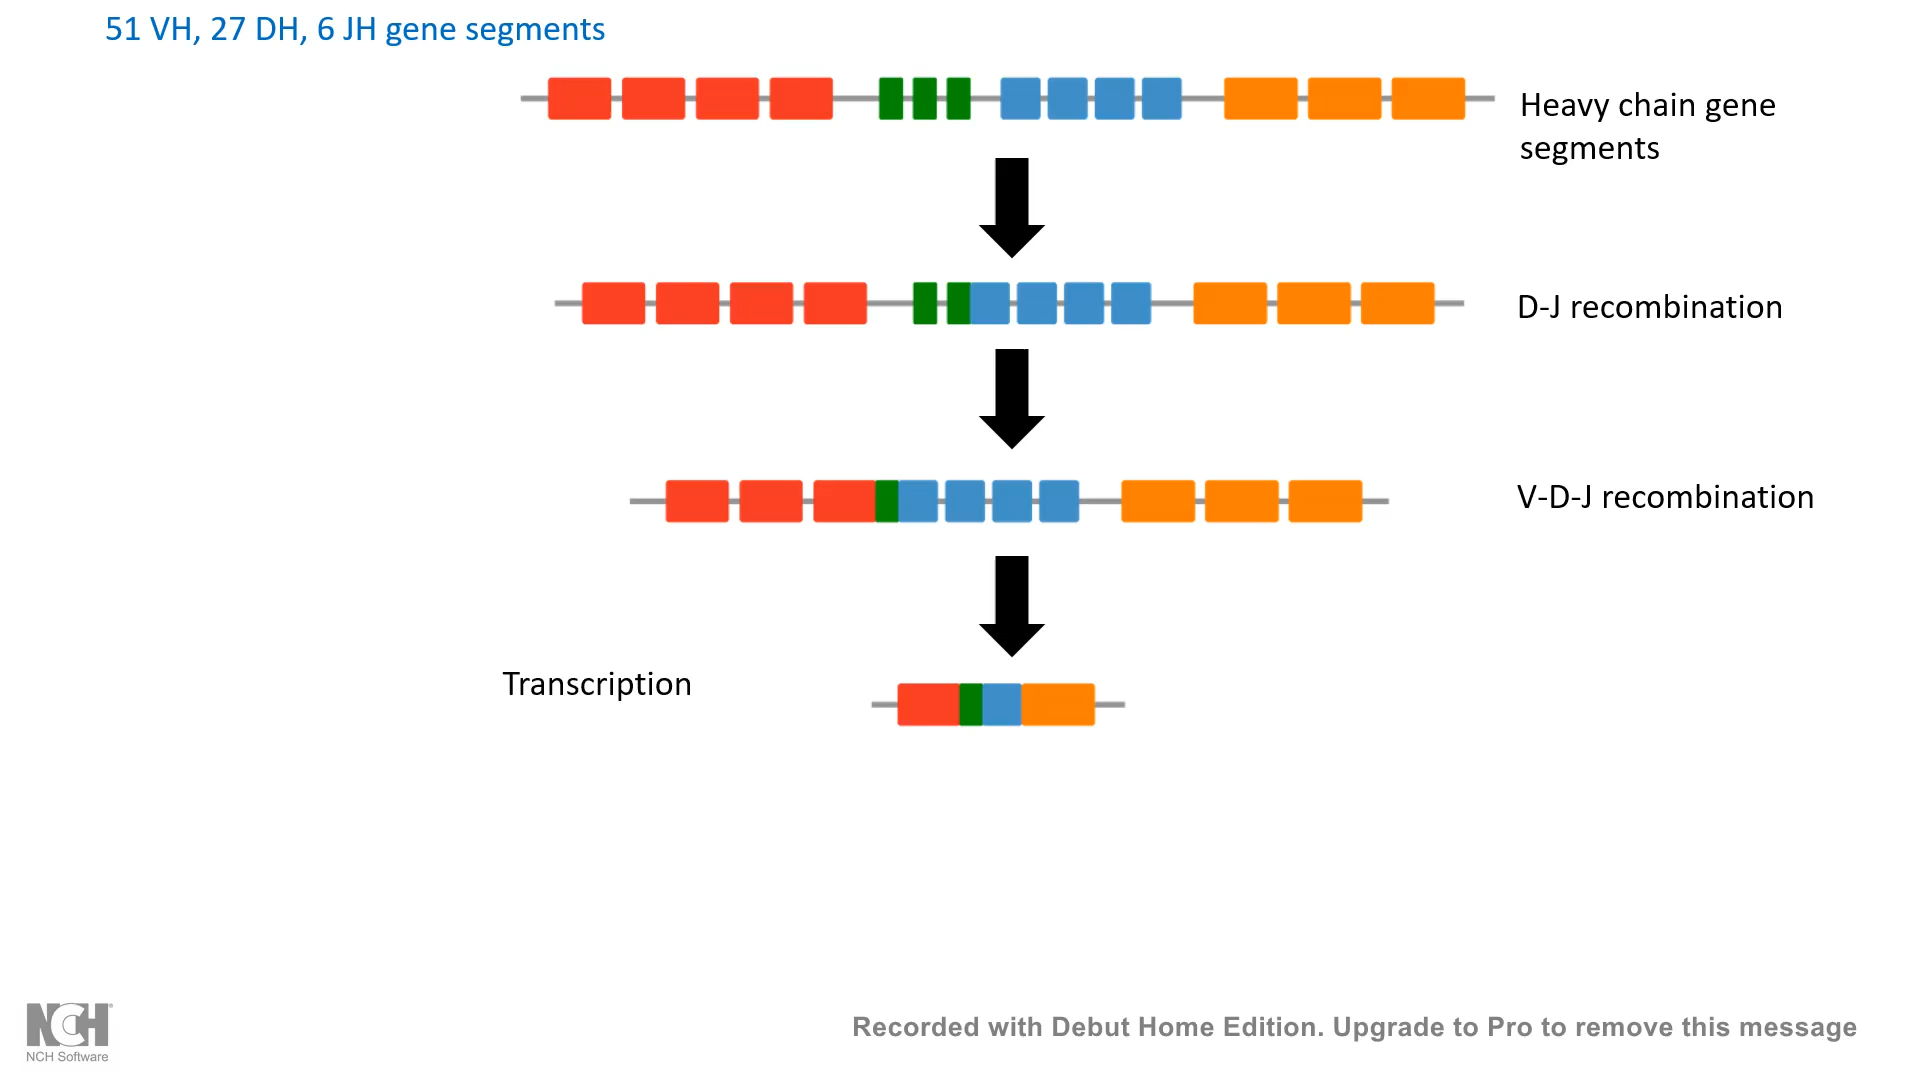 51 VH, 27 DH, 6 JH gene segments
Heavy chain gene
segments
D-J recombination
V-D-J recombination
Transcription
NCH
NCH Software
Recorded with Debut Home Edition. Upgrade to Pro to remove this message